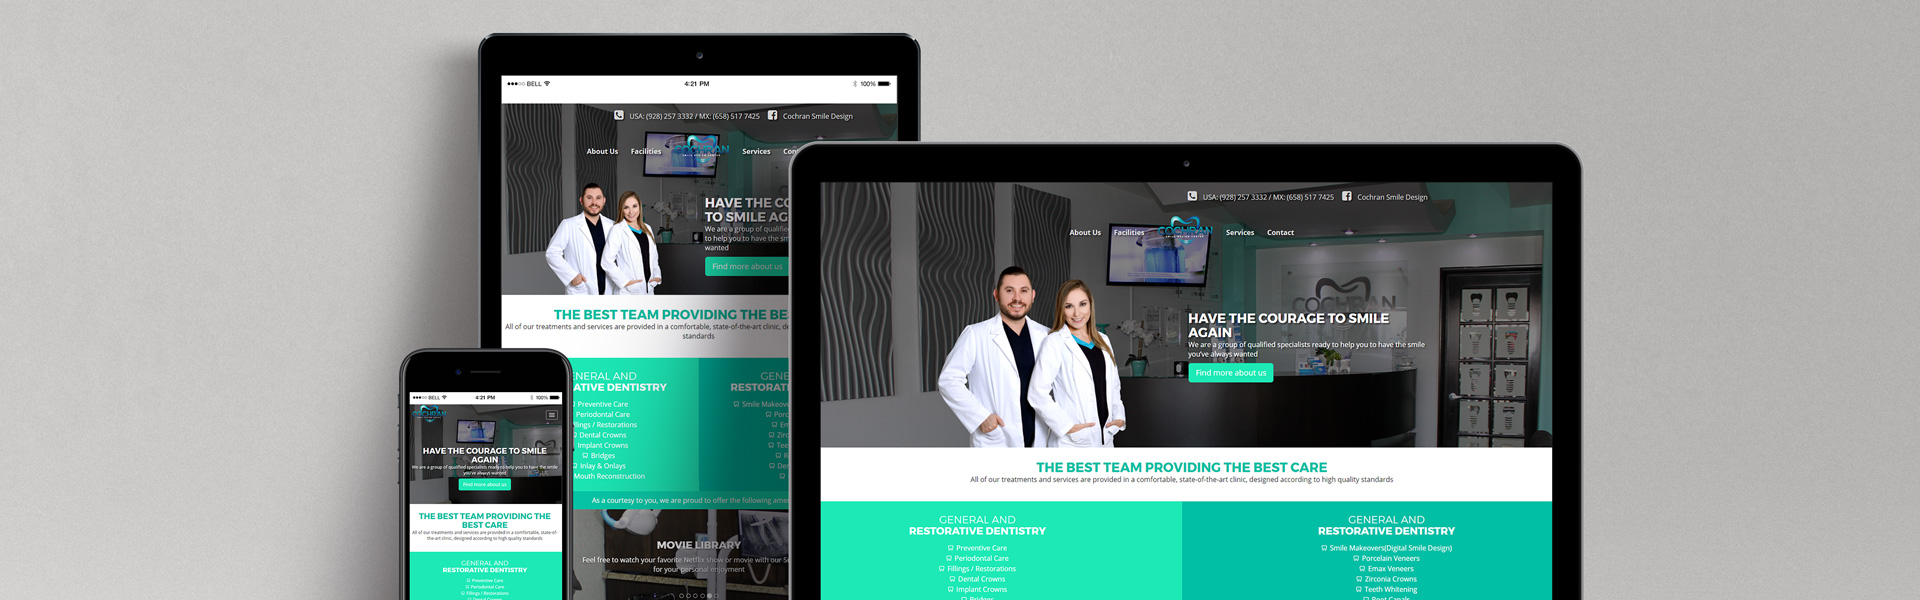 BELL
4:21 PM
100%
USA: (928) 257 3332 / MX: (658) 517 7425
Cochran Smile Design
About Us
Facilities
COCHRAN
Services
HAVE THE
TO SMILE
We are a group of qualified
to help you to have the smile
wanted
Find more about us
THE BEST TEAM PROVIDING THE
All of our treatments and services are provided in a comfortable, state-of-the-art clinic,
standards
GENERAL AND
RESTORATIVE DENTISTRY
Preventive Care
Periodontal Care
Fillings / Restorations
Dental Crowns
Implant Crowns
Bridges
Inlay & Onlays
Mouth Reconstruction
Smile Makeover
As a courtesy to you, we are proud to offer the following
MOVIE LIBRARY
Feel free to watch your favorite Netflix show or movie with our
for your personal enjoyment
BELL
4:21 PM
100%
COCHRAN
HAVE THE COURAGE TO SMILE
AGAIN
We are a group of qualified specialists ready to help you to have the smile
you've always wanted
Find more about us
THE BEST TEAM PROVIDING THE
BEST CARE
All of our treatments and services are provided in a comfortable, state-of-
the-art clinic, designed according to high quality standards
GENERAL AND
RESTORATIVE DENTISTRY
Preventive Care
Periodontal Care
Fillings / Restorations
Dental Crowns
USA: (928) 257 3332 / MX: (658) 517 7425
Cochran Smile Design
About Us
Facilities
COCHRAN
Services
Contact
COCHRAN
HAVE THE COURAGE TO SMILE
AGAIN
We are a group of qualified specialists ready to help you to have the smile
you've always wanted
Find more about us
THE BEST TEAM PROVIDING THE BEST CARE
All of our treatments and services are provided in a comfortable, state-of-the-art clinic, designed according to high quality standards
GENERAL AND
RESTORATIVE DENTISTRY
Preventive Care
Periodontal Care
Fillings / Restorations
Dental Crowns
Implant Crowns
Bridges
GENERAL AND
RESTORATIVE DENTISTRY
Smile Makeovers(Digital Smile Design)
Porcelain Veneers
Emax Veneers
Zirconia Crowns
Teeth Whitening
Root Canals